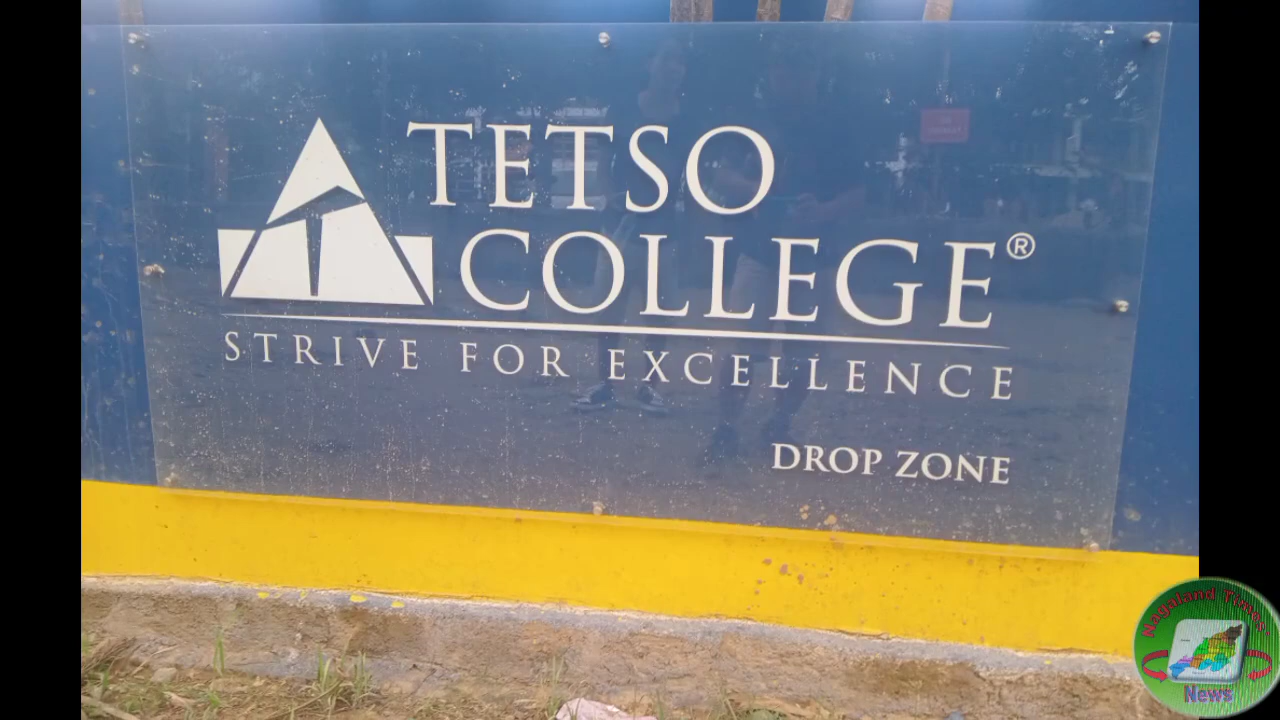 TETSO
COLLEGE®
STRIVE FOR EXCELLENCE
DROP ZONE
Nagaland Times
News